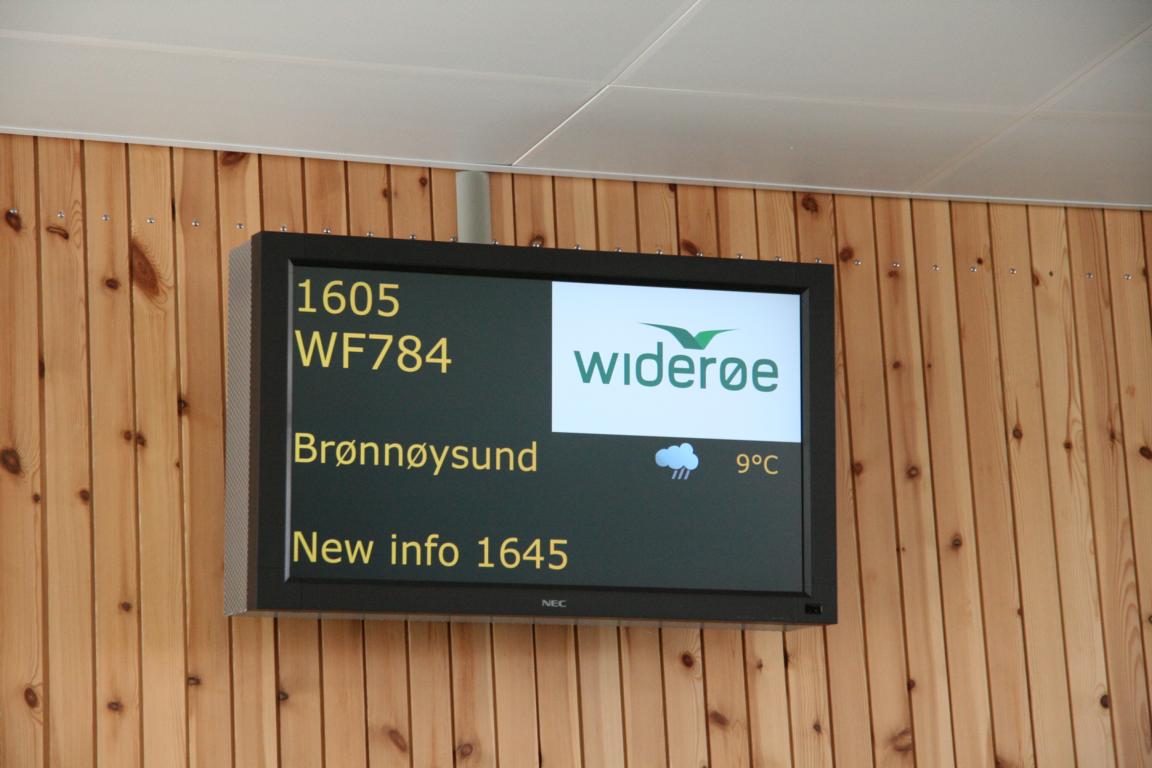 1605
WF784
widerøe
Brønnøysund
9°C
New info 1645
NEC